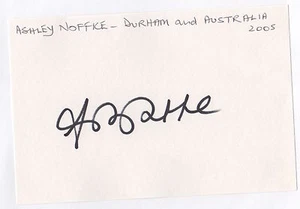 ASHLEY NOFFKE - DURHAM and AUSTRALIA
2005